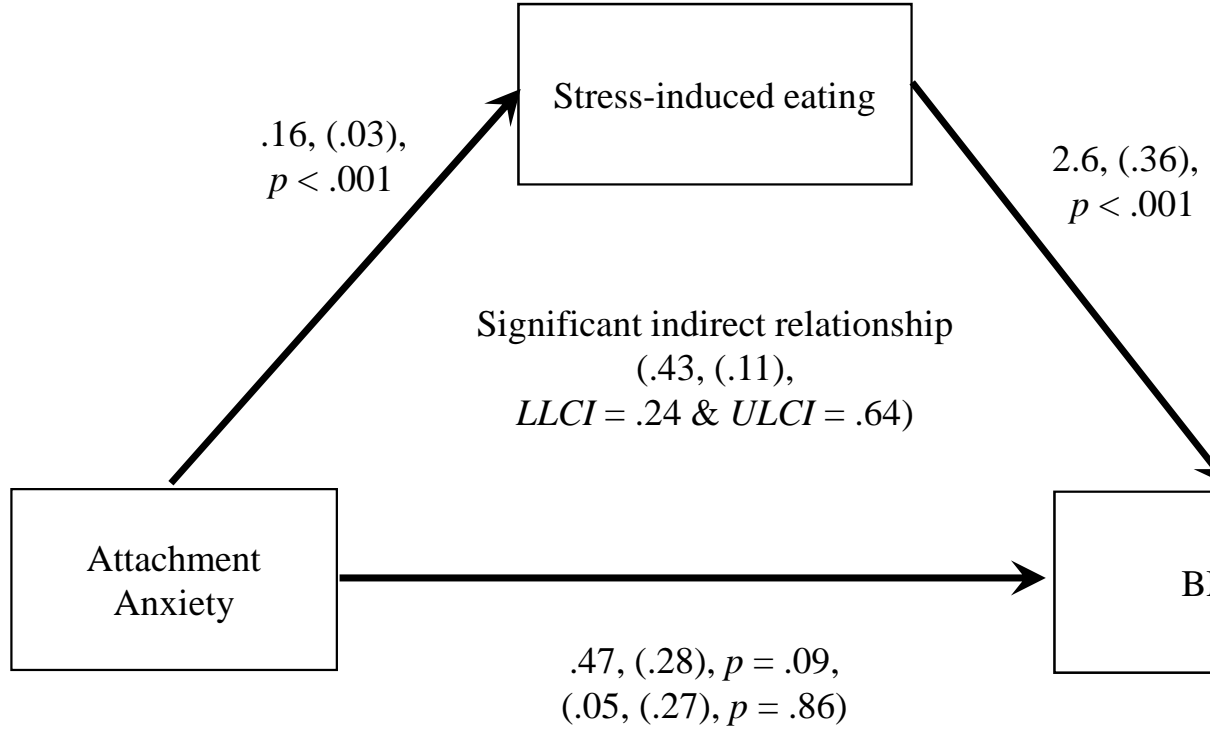 Stress-induced eating
.16, (.03),
p < .001
2.6, (.36),
p < .001
Significant indirect relationship
(.43, (.11),
LLCI = .24 & ULCI = .64)
Attachment
Anxiety
.47, (.28), p = .09,
(.05, (.27), p = .86)